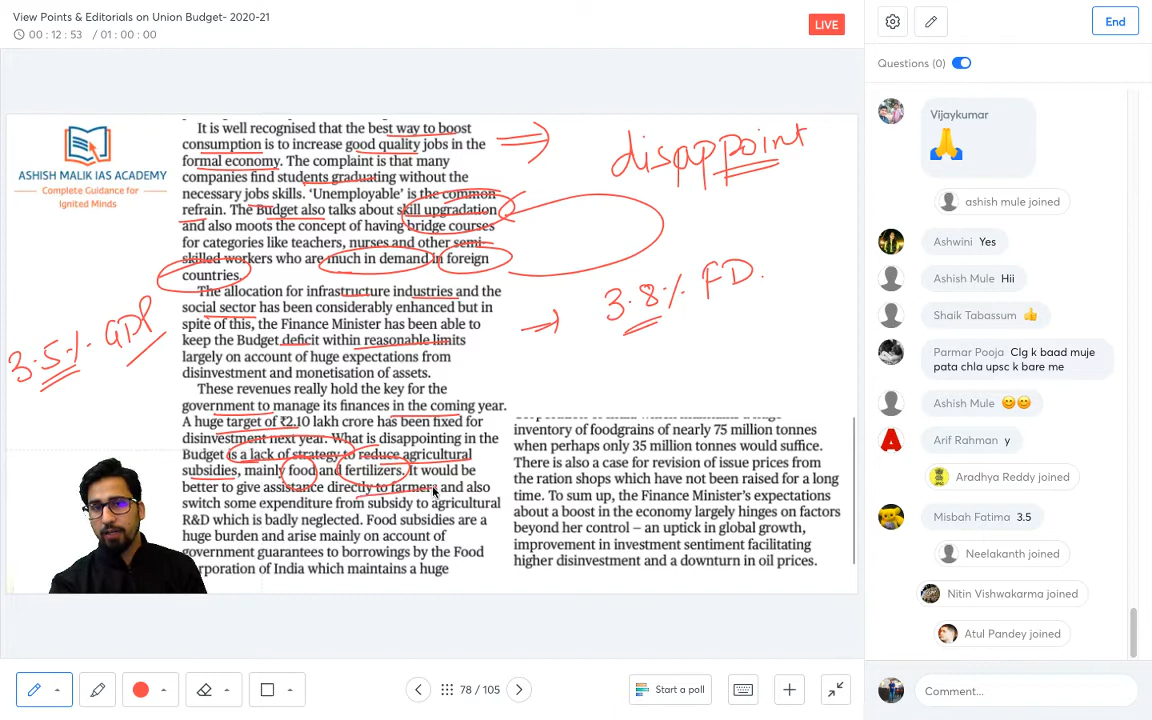 View Points & Editorials on Union Budget- 2020-21
00 : 12 : 53 / 01 : 00 : 00
LIVE
End
Questions (0)
ASHISH MALIK IAS ACADEMY
Complete Guidance for
Ignited Minds
It is well recognised that the best way to boost
consumption is to increase good quality jobs in the
formal economy. The complaint is that many
companies find students graduating without the
necessary jobs skills. ‘Unemployable’ is the common
refrain. The Budget also talks about skill upgradation
and also moots the concept of having bridge courses
for categories like teachers, nurses and other semi-
skilled workers who are much in demand in foreign
countries.
The allocation for infrastructure industries and the
social sector has been considerably enhanced but in
spite of this, the Finance Minister has been able to
keep the Budget deficit within reasonable limits
largely on account of huge expectations from
disinvestment and monetisation of assets.
These revenues really hold the key for the
government to manage its finances in the coming year.
A huge target of ₹2.10 lakh crore has been fixed for
disinvestment next year. What is disappointing in the
Budget is a lack of strategy to reduce agricultural
subsidies, mainly food and fertilizers. It would be
better to give assistance directly to farmers and also
switch some expenditure from subsidy to agricultural
R&D which is badly neglected. Food subsidies are a
huge burden and arise mainly on account of
government guarantees to borrowings by the Food
orporation of India which maintains a huge
inventory of foodgrains of nearly 75 million tonnes
when perhaps only 35 million tonnes would suffice.
There is also a case for revision of issue prices from
the ration shops which have not been raised for a long
time. To sum up, the Finance Minister’s expectations
about a boost in the economy largely hinges on factors
beyond her control – an uptick in global growth,
improvement in investment sentiment facilitating
higher disinvestment and a downturn in oil prices.
disappoint
3.8% FD.
3.5% GDP
Vijaykumar
🙏
ashish mule joined
Ashwini Yes
Ashish Mule Hii
Shaik Tabassum 👍
Parmar Pooja Clg k baad muje
pata chla upsc k bare me
Ashish Mule 😊😊
Arif Rahman y
Aradhya Reddy joined
Misbah Fatima 3.5
Neelakanth joined
Nitin Vishwakarma joined
Atul Pandey joined
78 / 105
Start a poll
Comment...